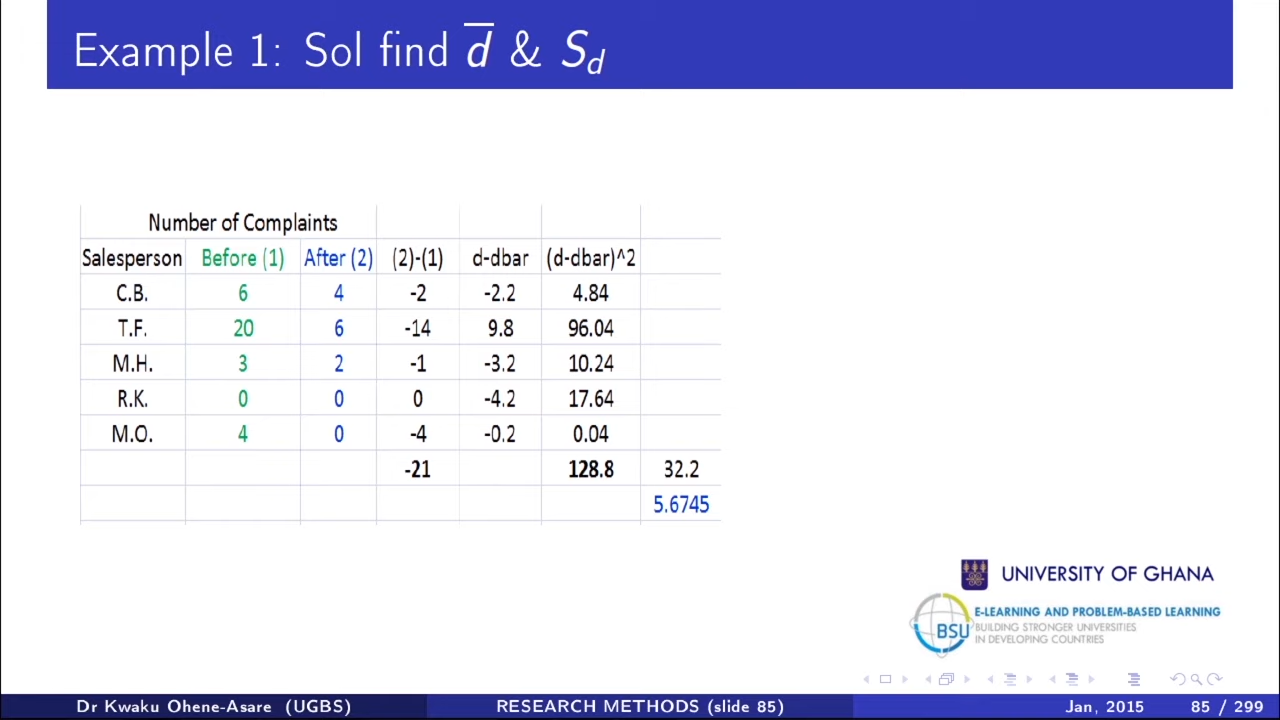 Example 1: Sol find d̅ & S_d
Number of Complaints
Salesperson Before (1) After (2) (2)-(1) d-dbar (d-dbar)^2
C.B. 6 4 -2 -2.2 4.84
T.F. 20 6 -14 9.8 96.04
M.H. 3 2 -1 -3.2 10.24
R.K. 0 0 0 -4.2 17.64
M.O. 4 0 -4 -0.2 0.04
-21 128.8 32.2
5.6745
UNIVERSITY OF GHANA
BSU E-LEARNING AND PROBLEM-BASED LEARNING
BUILDING STRONGER UNIVERSITIES
IN DEVELOPING COUNTRIES
Dr Kwaku Ohene-Asare (UGBS) RESEARCH METHODS (slide 85) Jan, 2015 85 / 299